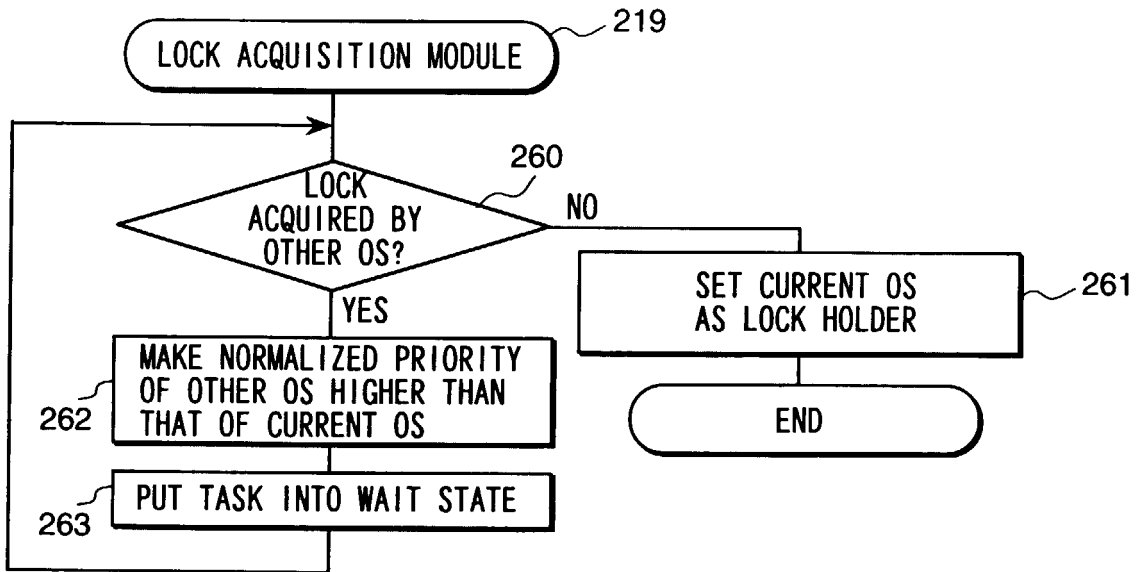 LOCK ACQUISITION MODULE
219
LOCK
ACQUIRED BY
OTHER OS?
260
NO
YES
SET CURRENT OS
AS LOCK HOLDER
261
MAKE NORMALIZED PRIORITY
OF OTHER OS HIGHER THAN
THAT OF CURRENT OS
262
END
PUT TASK INTO WAIT STATE
263